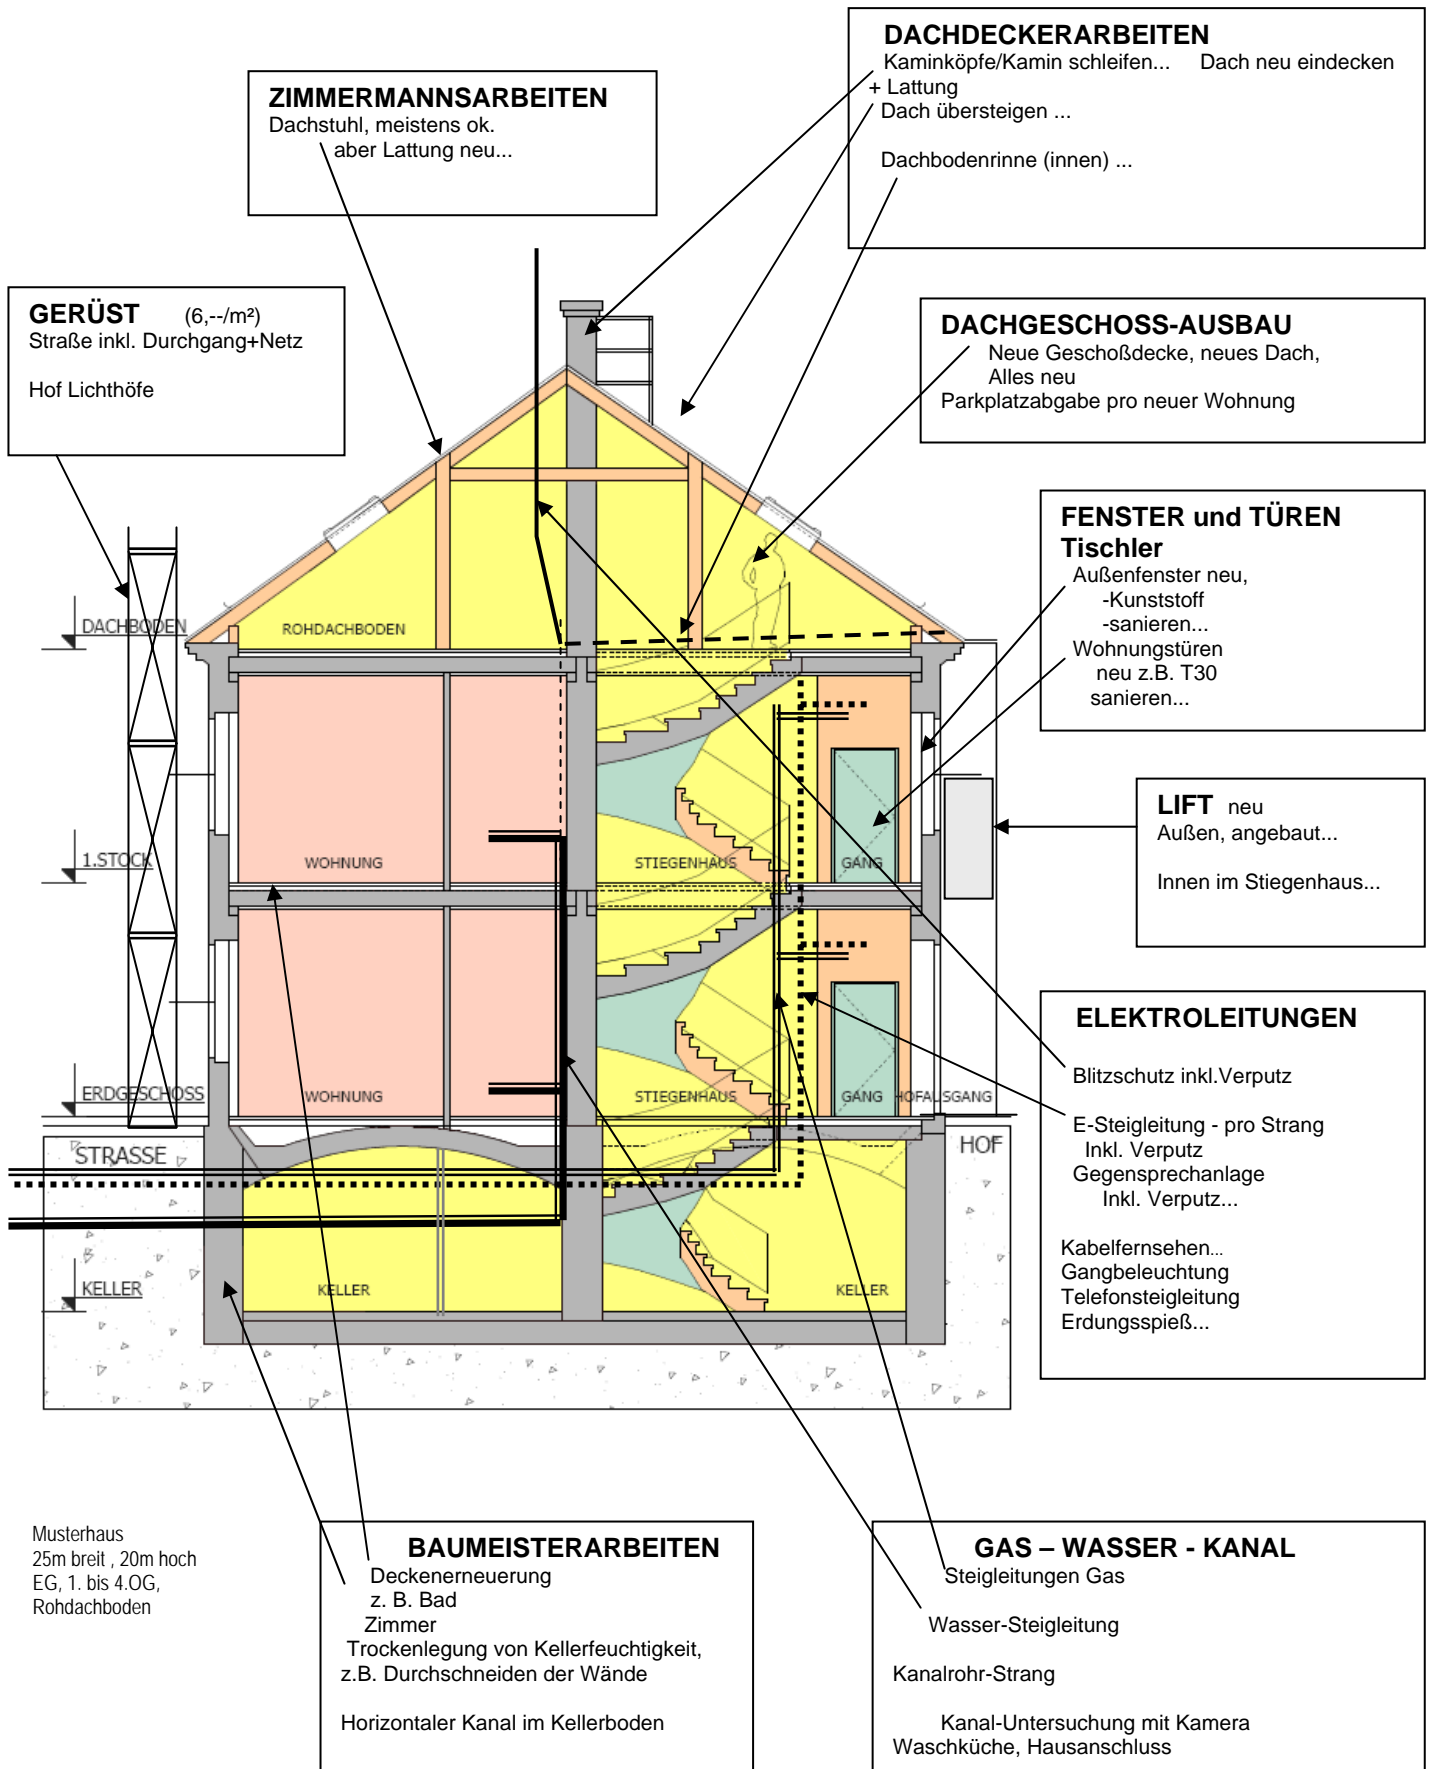 DACHDECKERARBEITEN
Kaminköpfe/Kamin schleifen... Dach neu eindecken
+ Lattung
Dach übersteigen ...
Dachbodenrinne (innen) ...
ZIMMERMANNSARBEITEN
Dachstuhl, meistens ok.
aber Lattung neu...
GERÜST (6,--/m²)
Straße inkl. Durchgang+Netz
Hof Lichthöfe
DACHGESCHOSS-AUSBAU
Neue Geschoßdecke, neues Dach,
Alles neu
Parkplatzabgabe pro neuer Wohnung
FENSTER und TÜREN
Tischler
Außenfenster neu,
-Kunststoff
-sanieren...
Wohnungstüren
neu z.B. T30
sanieren...
LIFT neu
Außen, angebaut...
Innen im Stiegenhaus...
ELEKTROLEITUNGEN
Blitzschutz inkl.Verputz
E-Steigleitung - pro Strang
Inkl. Verputz
Gegensprechanlage
Inkl. Verputz...
Kabelfernsehen...
Gangbeleuchtung
Telefonsteigleitung
Erdungsspieß...
DACHBODEN
ROHDACHBODEN
1.STOCK
WOHNUNG
STIEGENHAUS
GANG
ERDGESCHOSS
WOHNUNG
STIEGENHAUS
GANG
HOFAUSGANG
STRASSE
HOF
KELLER
KELLER
KELLER
Musterhaus
25m breit , 20m hoch
EG, 1. bis 4.OG,
Rohdachboden
BAUMEISTERARBEITEN
Deckenerneuerung
z. B. Bad
Zimmer
Trockenlegung von Kellerfeuchtigkeit,
z.B. Durchschneiden der Wände
Horizontaler Kanal im Kellerboden
GAS – WASSER - KANAL
Steigleitungen Gas
Wasser-Steigleitung
Kanalrohr-Strang
Kanal-Untersuchung mit Kamera
Waschküche, Hausanschluss